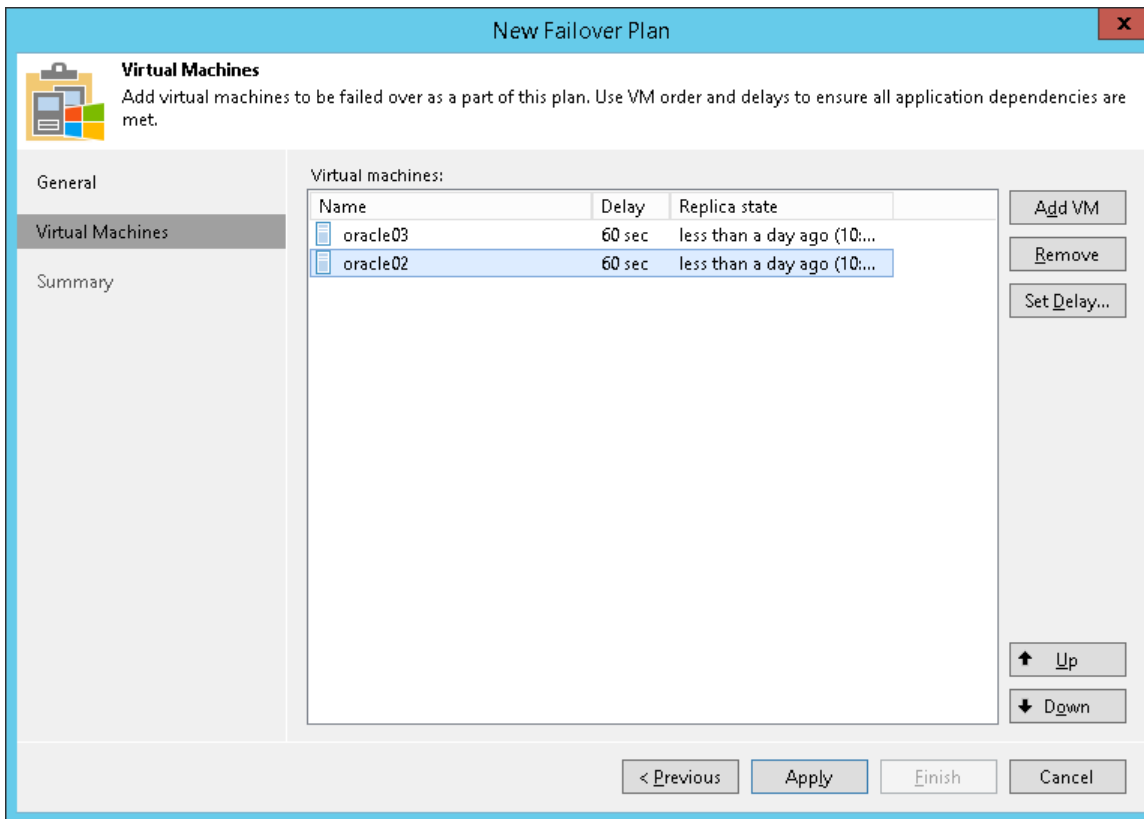 New Failover Plan
x
Virtual Machines
Add virtual machines to be failed over as a part of this plan. Use VM order and delays to ensure all application dependencies are
met.
General
Virtual Machines
Summary
Virtual machines:
Name Delay Replica state
oracle03 60 sec less than a day ago (10:...
oracle02 60 sec less than a day ago (10:...
Add VM
Remove
Set Delay...
Up
Down
< Previous Apply Finish Cancel